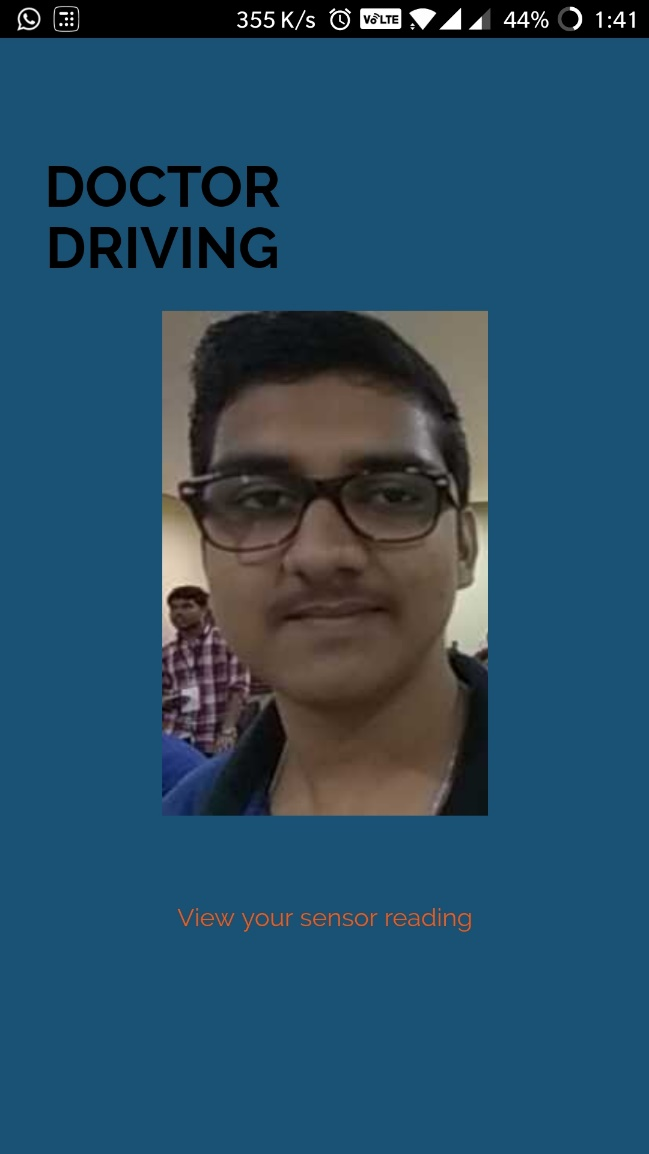 355 K/s VoLTE 44% 1:41
DOCTOR
DRIVING
View your sensor reading